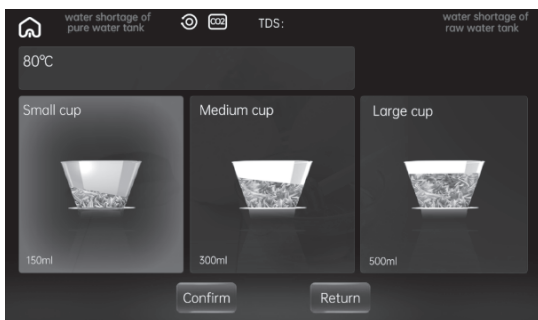 water shortage of
pure water tank
CO2
TDS:
water shortage of
raw water tank
80℃
Small cup
Medium cup
Large cup
150ml
300ml
500ml
Confirm
Return